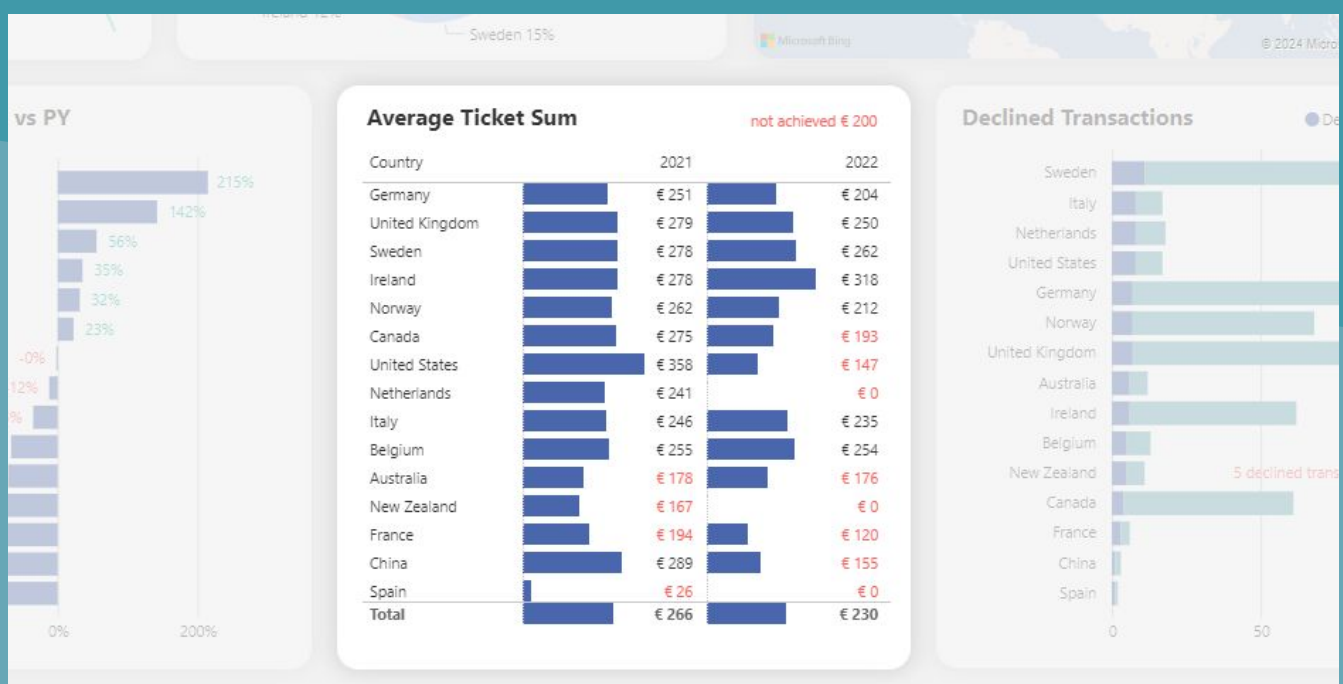 Sweden 15%
Microsoft Bing
© 2024 Micro
vs PY
215%
142%
56%
35%
32%
23%
-0%
12%
%
0%
200%
Average Ticket Sum
not achieved € 200
Country 2021 2022
Germany € 251 € 204
United Kingdom € 279 € 250
Sweden € 278 € 262
Ireland € 278 € 318
Norway € 262 € 212
Canada € 275 € 193
United States € 358 € 147
Netherlands € 241 € 0
Italy € 246 € 235
Belgium € 255 € 254
Australia € 178 € 176
New Zealand € 167 € 0
France € 194 € 120
China € 289 € 155
Spain € 26 € 0
Total € 266 € 230
Declined Transactions
De
Sweden
Italy
Netherlands
United States
Germany
Norway
United Kingdom
Australia
Ireland
Belgium
New Zealand 5 declined trans
Canada
France
China
Spain
0 50